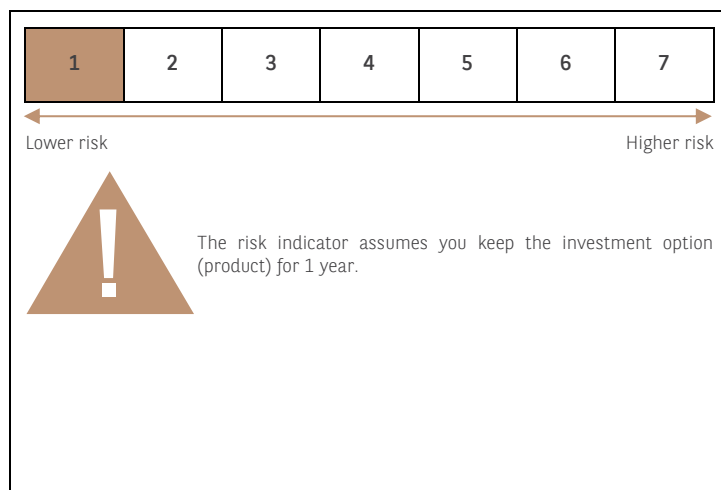 1 2 3 4 5 6 7
Lower risk Higher risk
!
The risk indicator assumes you keep the investment option
(product) for 1 year.